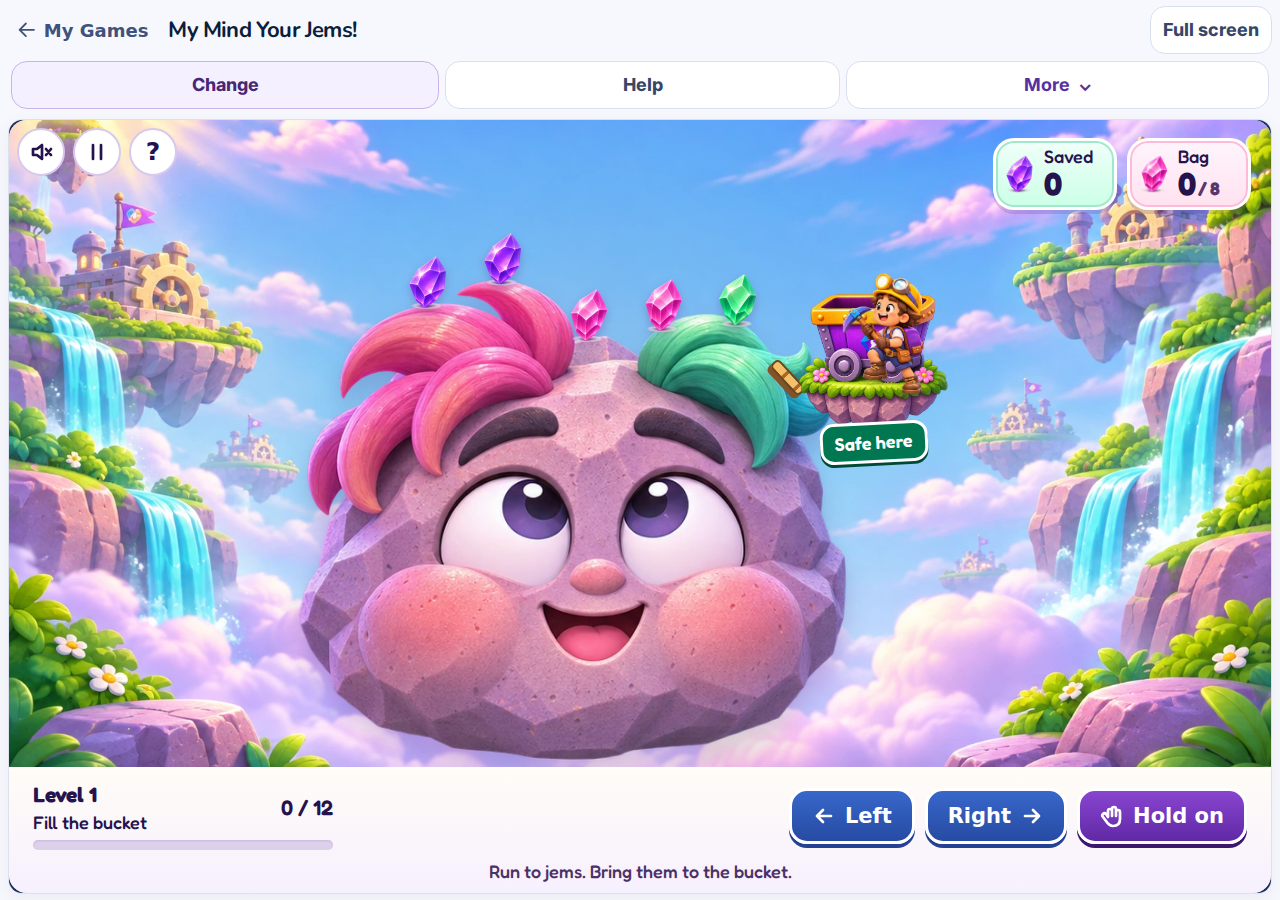 My Games
My Mind Your Jems!
Full screen
Change
Help
More
?
Saved
0
Bag
0/8
Safe here
Level 1
0 / 12
Fill the bucket
Left
Right
Hold on
Run to jems. Bring them to the bucket.